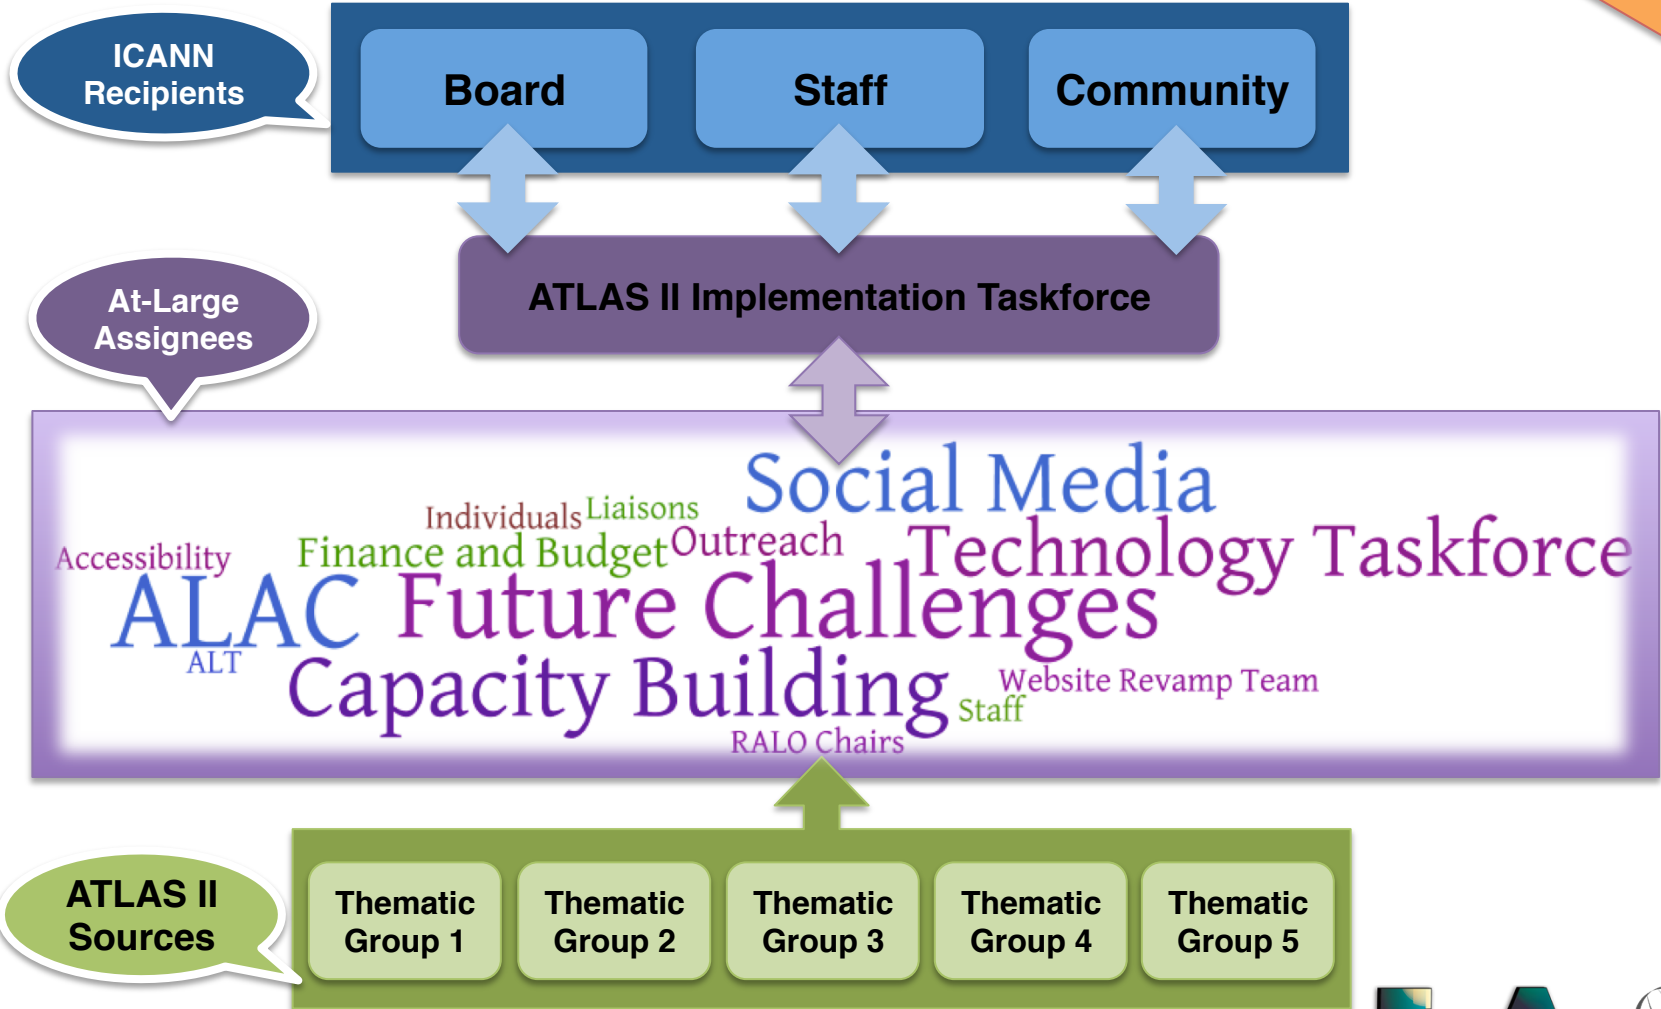 ICANN
Recipients
Board
Staff
Community
ATLAS II Implementation Taskforce
At-Large
Assignees
Social Media
Individuals
Liaisons
Accessibility
Finance and Budget
Outreach
Technology Taskforce
ALAC
Future Challenges
ALT
Capacity Building
Website Revamp Team
Staff
RALO Chairs
ATLAS II
Sources
Thematic
Group 1
Thematic
Group 2
Thematic
Group 3
Thematic
Group 4
Thematic
Group 5